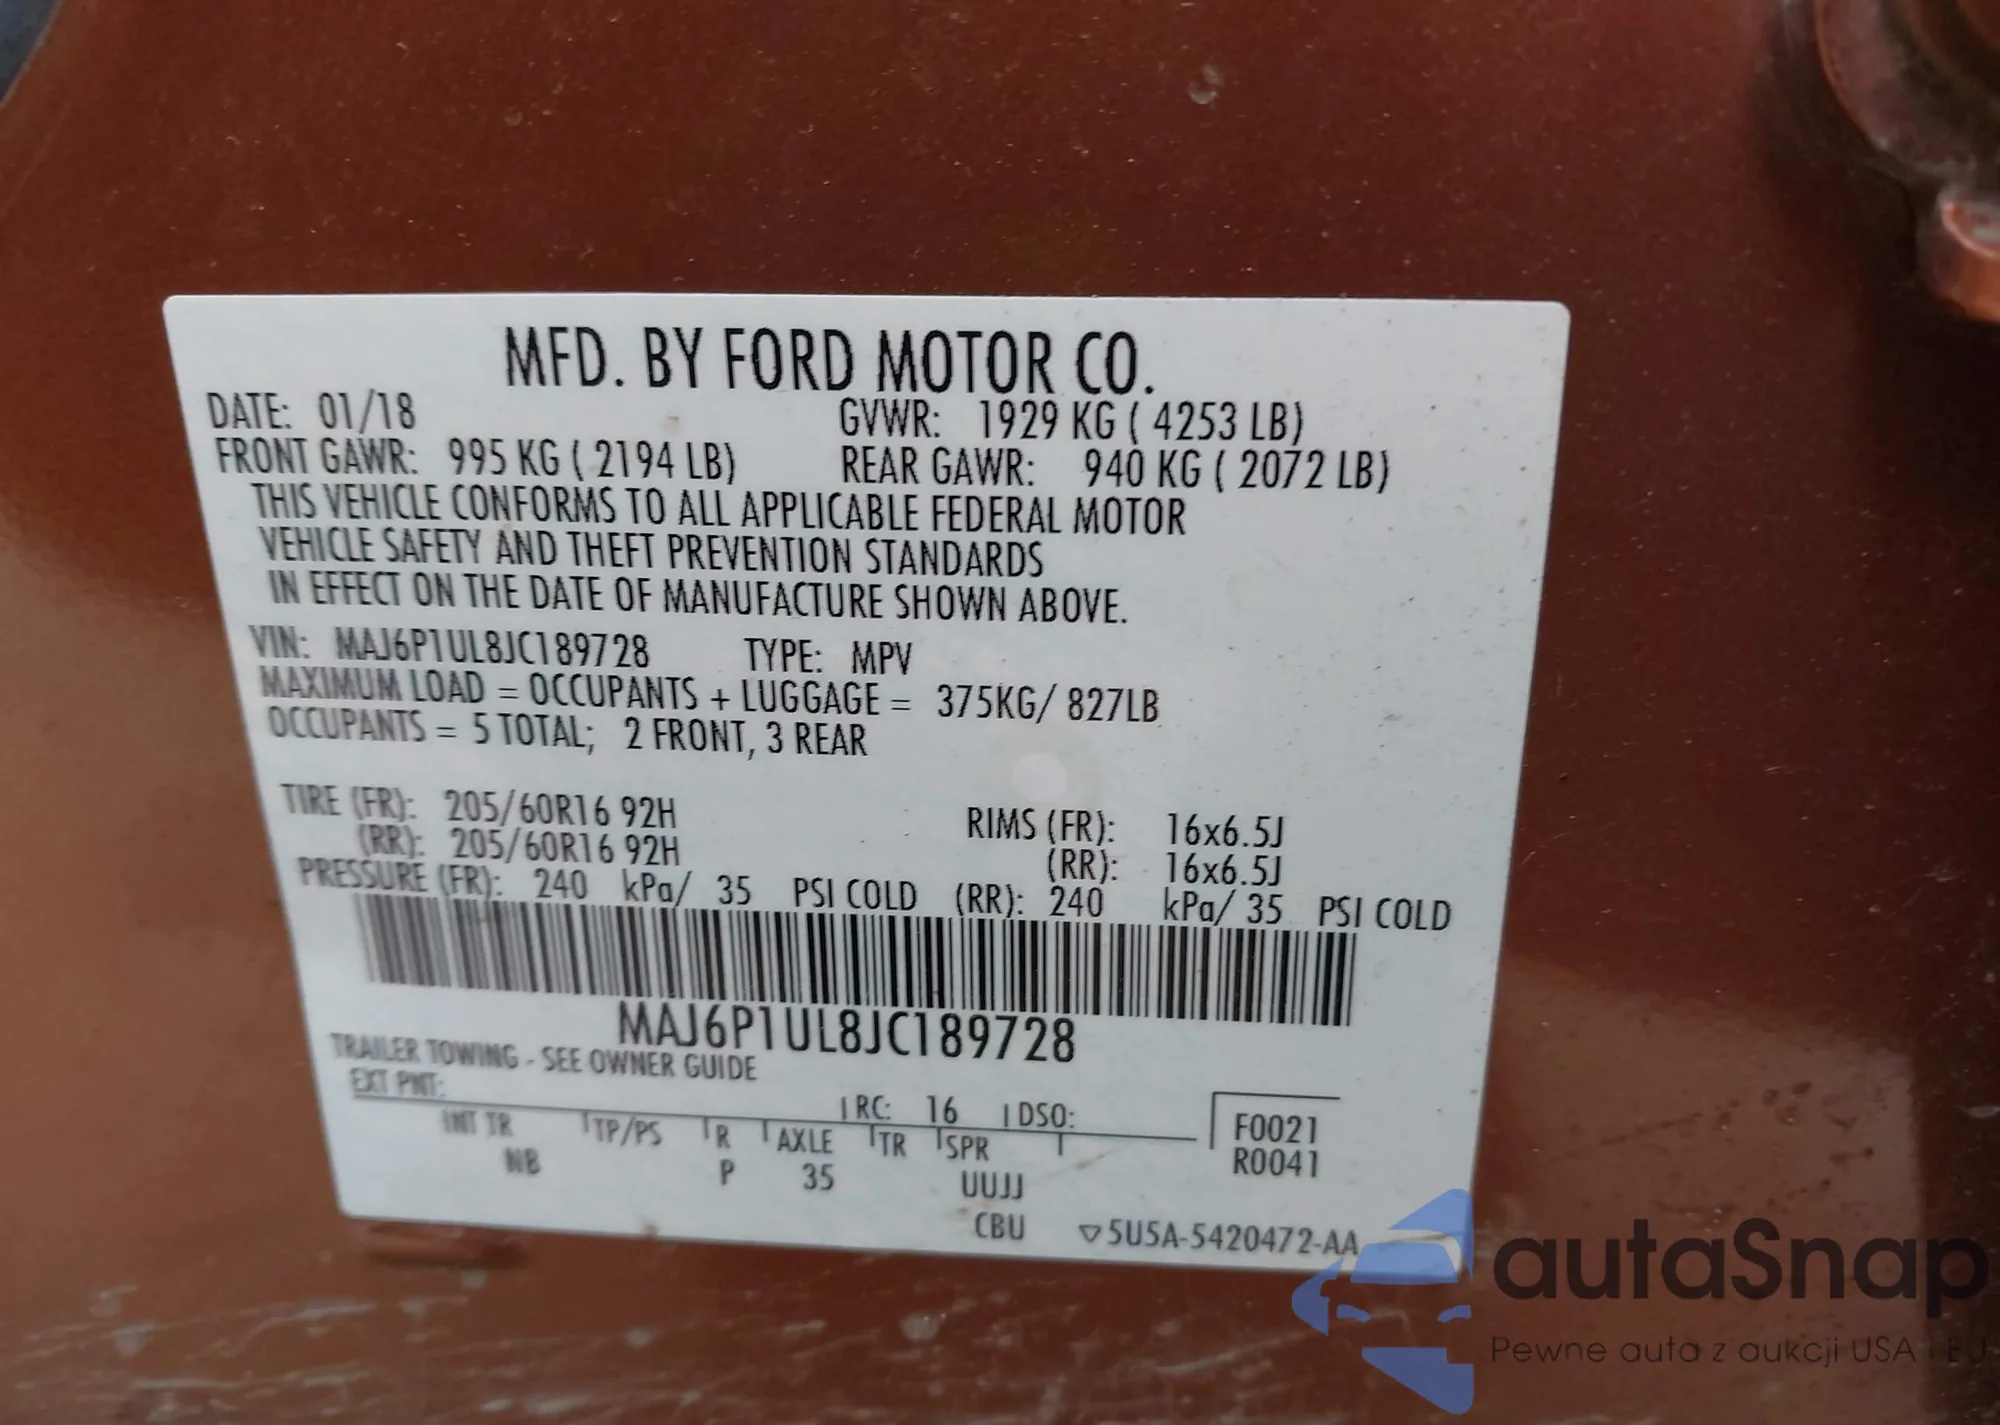 MFD. BY FORD MOTOR CO.
DATE: 01/18 GVWR: 1929 KG ( 4253 LB)
FRONT GAWR: 995 KG ( 2194 LB) REAR GAWR: 940 KG ( 2072 LB)
THIS VEHICLE CONFORMS TO ALL APPLICABLE FEDERAL MOTOR
VEHICLE SAFETY AND THEFT PREVENTION STANDARDS
IN EFFECT ON THE DATE OF MANUFACTURE SHOWN ABOVE.
VIN: MAJ6P1UL8JC189728 TYPE: MPV
MAXIMUM LOAD = OCCUPANTS + LUGGAGE = 375KG/ 827LB
OCCUPANTS = 5 TOTAL; 2 FRONT, 3 REAR
TIRE (FR): 205/60R16 92H RIMS (FR): 16x6.5J
(RR): 205/60R16 92H (RR): 16x6.5J
PRESSURE (FR): 240 kPa/ 35 PSI COLD (RR): 240 kPa/ 35 PSI COLD
MAJ6P1UL8JC189728
TRAILER TOWING - SEE OWNER GUIDE
EXT PNT: RC: 16 DSO: F0021
INT TR TP/PS R AXLE TR SPR R0041
NB P 35 UUJJ
CBU ▽5U5A-5420472-AA
autaSnap
Pewne auta z aukcji USA i EU